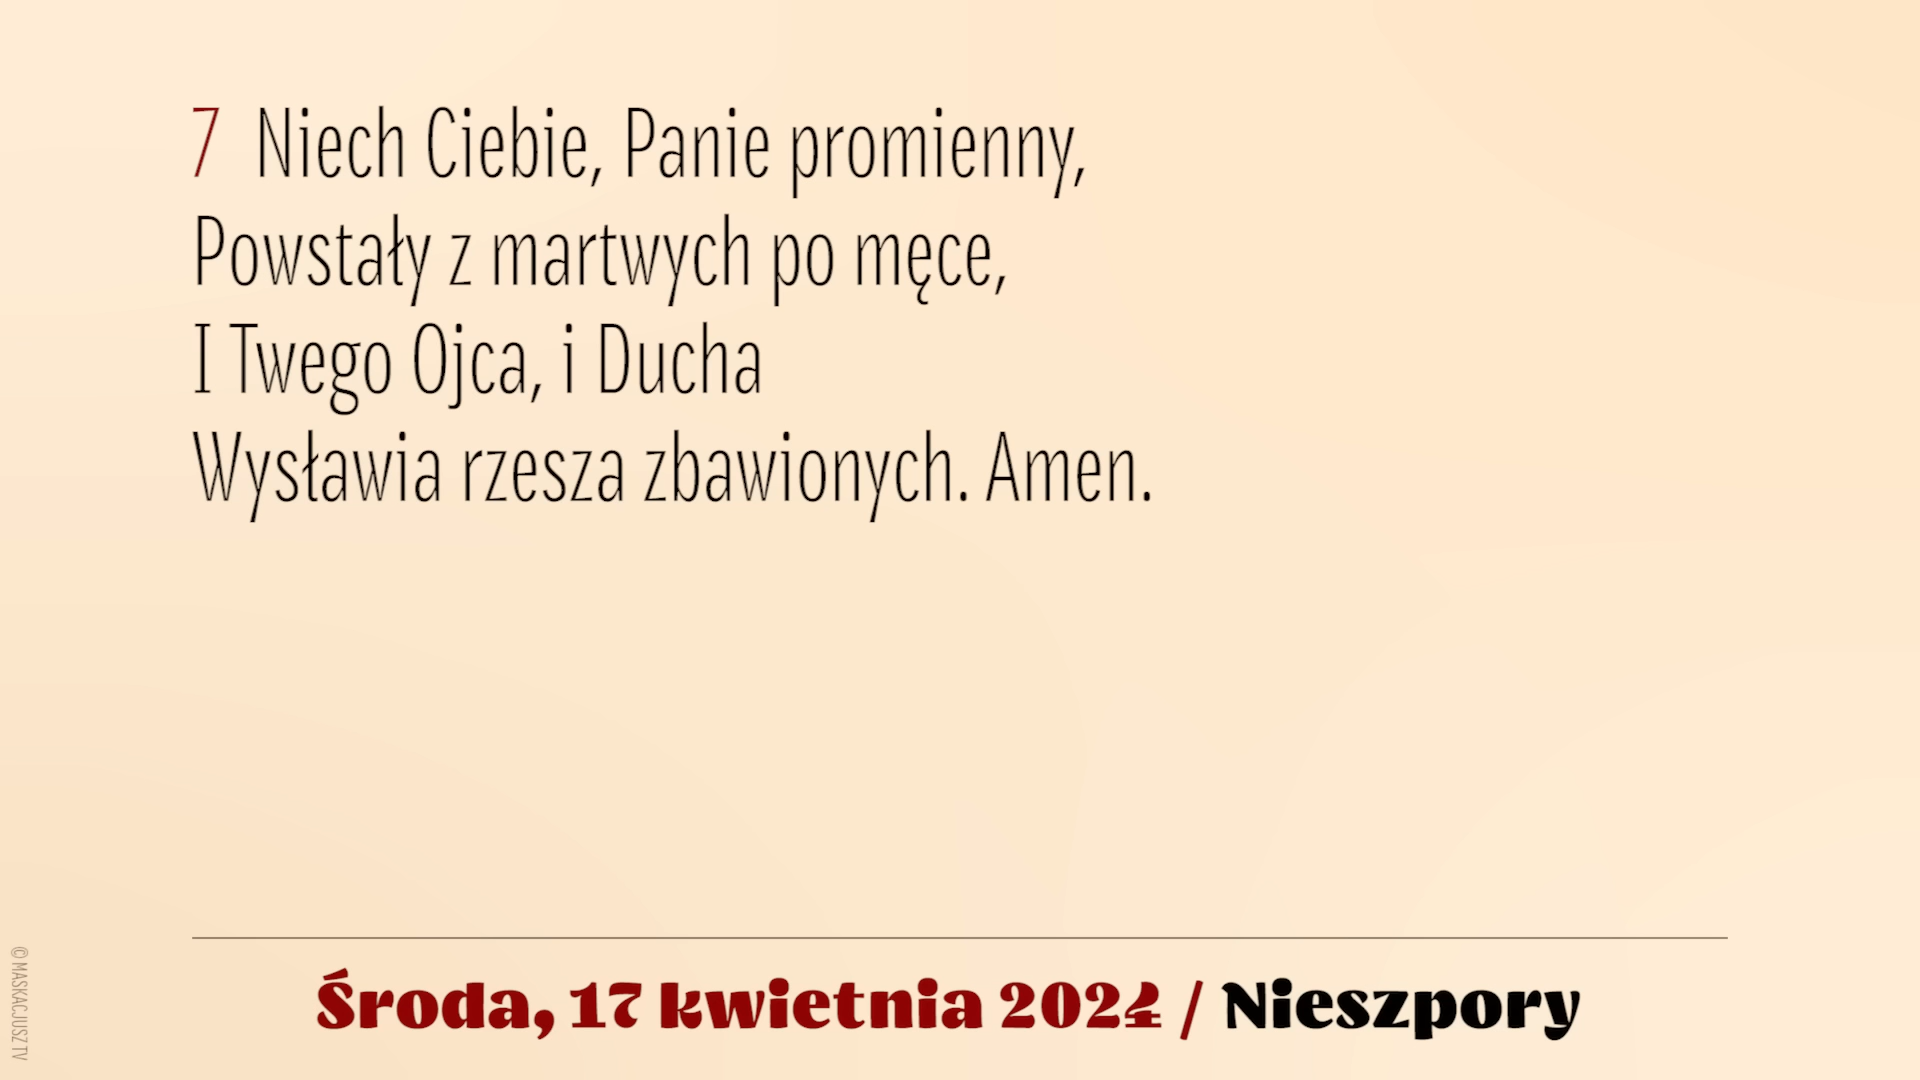 7 Niech Ciebie, Panie promienny,
Powstały z martwych po męce,
I Twego Ojca, i Ducha
Wysławia rzesza zbawionych. Amen.
Środa, 17 kwietnia 2024 / Nieszpory
© MASKACJUSZ TV